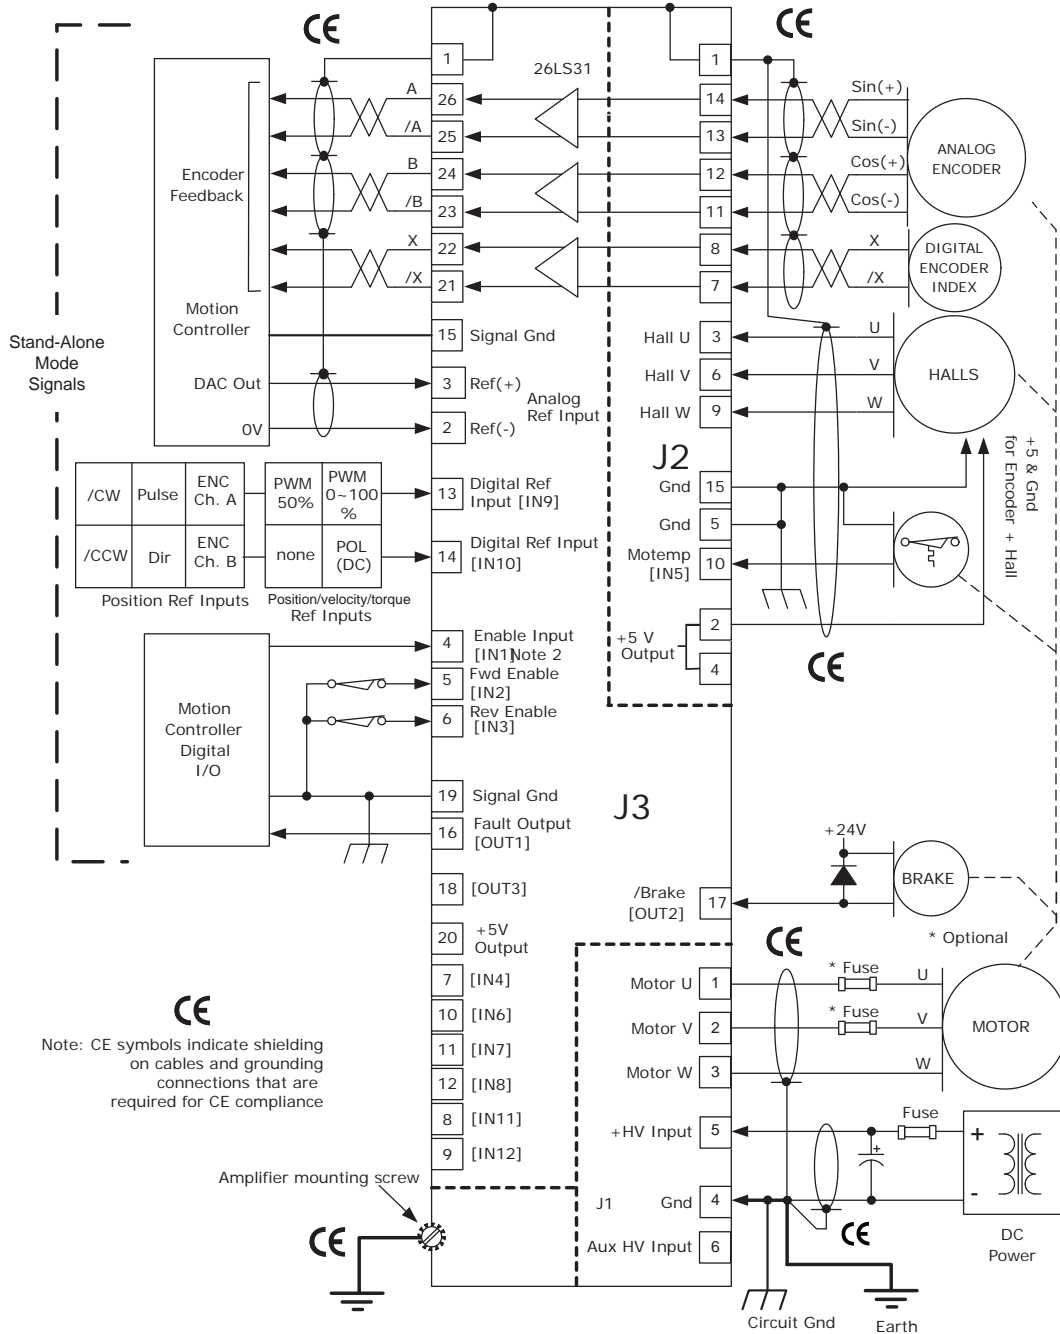 CE
CE
1
26LS31
1
A
26
14
Sin(+)
/A
25
13
Sin(-)
ANALOG
ENCODER
B
24
12
Cos(+)
Encoder
Feedback
/B
23
11
Cos(-)
X
22
8
X
DIGITAL
ENCODER
INDEX
/X
21
7
/X
Motion
Controller
15
Signal Gnd
Hall U
3
U
Stand-Alone
Mode
Signals
DAC Out
3
Ref(+)
Analog
Ref Input
Hall V
6
V
HALLS
0V
2
Ref(-)
Hall W
9
W
J2
+5 & Gnd
for Encoder + Hall
/CW
Pulse
ENC
Ch. A
PWM
50%
PWM
0~100
%
13
Digital Ref
Input [IN9]
Gnd
15
Gnd
5
/CCW
Dir
ENC
Ch. B
none
POL
(DC)
14
Digital Ref Input
[IN10]
Motemp
[IN5]
10
Position Ref Inputs
Position/velocity/torque
Ref Inputs
4
Enable Input
[IN1]Note 2
+5 V
Output
2
4
CE
5
Fwd Enable
[IN2]
6
Rev Enable
[IN3]
Motion
Controller
Digital
I/O
19
Signal Gnd
J3
16
Fault Output
[OUT1]
+24V
18
[OUT3]
/Brake
[OUT2]
17
BRAKE
20
+5V
Output
* Optional
CE
7
[IN4]
Motor U
1
* Fuse
U
10
[IN6]
Motor V
2
* Fuse
V
MOTOR
CE
Note: CE symbols indicate shielding
on cables and grounding
connections that are
required for CE compliance
11
[IN7]
12
[IN8]
Motor W
3
W
8
[IN11]
+HV Input
5
Fuse
+
+
9
[IN12]
Amplifier mounting screw
J1
Gnd
4
-
CE
CE
Aux HV Input
6
DC
Power
Circuit Gnd
Earth